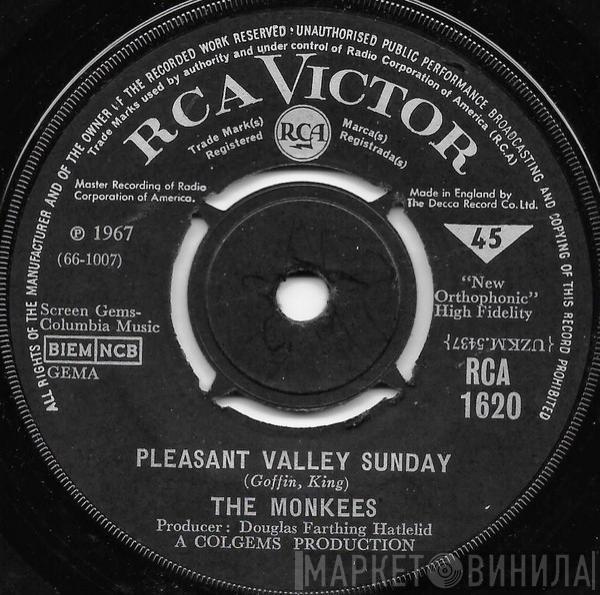 ALL RIGHTS OF THE MANUFACTURER AND OF THE OWNER OF THE RECORDED WORK RESERVED · UNAUTHORISED PUBLIC PERFORMANCE BROADCASTING AND COPYING OF THIS RECORD PROHIBITED
Trade Marks used by authority and under control of Radio Corporation of America (RCA)
RCA VICTOR
Trade Mark(s)
Registered
RCA
Marca(s)
Registrada(s)
Master Recording of Radio
Corporation of America.
Made in England by
The Decca Record Co. Ltd.
℗ 1967
(66-1007)
45
"New
Orthophonic"
High Fidelity
Screen Gems-
Columbia Music
BIEM NCB
GEMA
{UZKM.5437}
RCA
1620
PLEASANT VALLEY SUNDAY
(Goffin, King)
THE MONKEES
Producer : Douglas Farthing Hatlelid
A COLGEMS PRODUCTION
МАРКЕТ ВИНИЛА